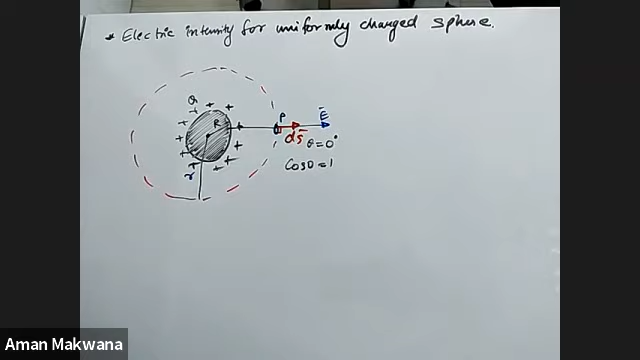 * Electric intensity for uniformly charged sphere.
Q
+ + + + + + + + + + + +
R
P
E
ds
θ = 0°
Cosθ = 1
r
Aman Makwana